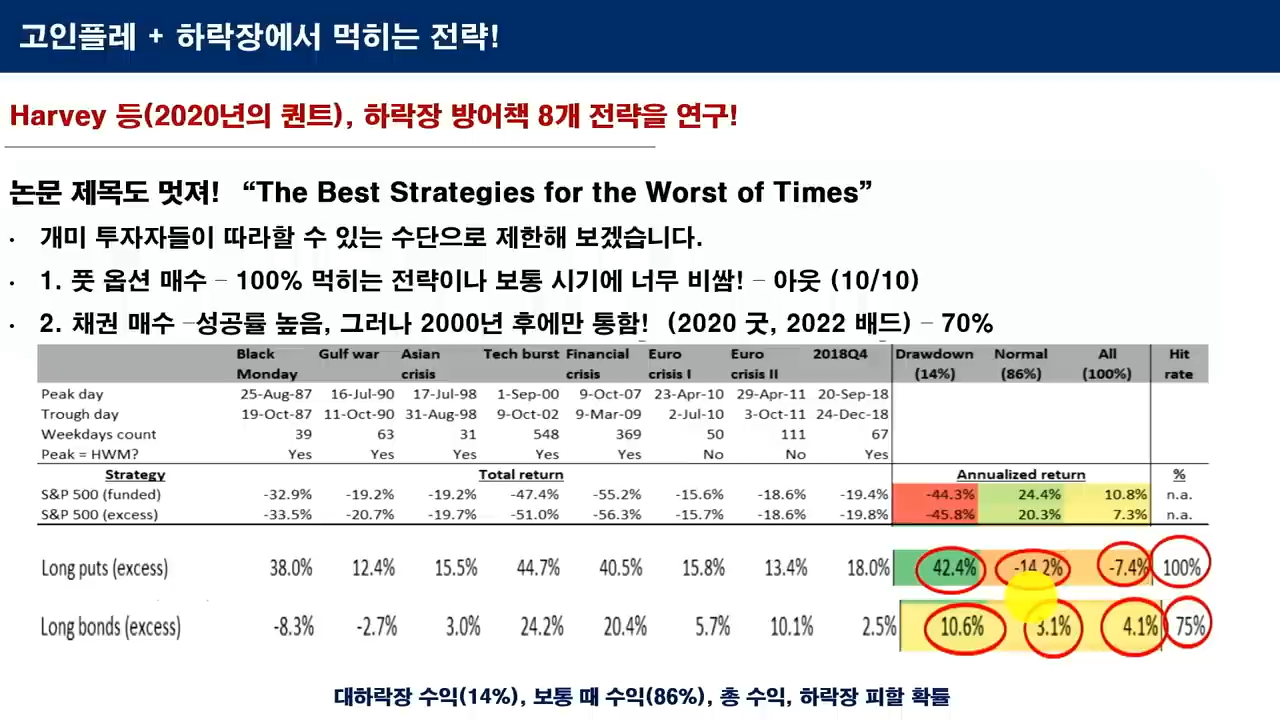 고인플레 + 하락장에서 먹히는 전략!
Harvey 등(2020년의 퀀트), 하락장 방어책 8개 전략을 연구!
논문 제목도 멋져! “The Best Strategies for the Worst of Times”
· 개미 투자자들이 따라할 수 있는 수단으로 제한해 보겠습니다.
· 1. 풋 옵션 매수 – 100% 먹히는 전략이나 보통 시기에 너무 비쌈! – 아웃 (10/10)
· 2. 채권 매수 –성공률 높음, 그러나 2000년 후에만 통함! (2020 굿, 2022 배드) – 70%
Black Gulf war Asian Tech burst Financial Euro Euro 2018Q4 Drawdown Normal All Hit
Monday crisis crisis crisis I crisis II (14%) (86%) (100%) rate
Peak day 25-Aug-87 16-Jul-90 17-Jul-98 1-Sep-00 9-Oct-07 23-Apr-10 29-Apr-11 20-Sep-18
Trough day 19-Oct-87 11-Oct-90 31-Aug-98 9-Oct-02 9-Mar-09 2-Jul-10 3-Oct-11 24-Dec-18
Weekdays count 39 63 31 548 369 50 111 67
Peak = HWM? Yes Yes Yes Yes Yes No No Yes
Strategy Total return Annualized return %
S&P 500 (funded) -32.9% -19.2% -19.2% -47.4% -55.2% -15.6% -18.6% -19.4% -44.3% 24.4% 10.8% n.a.
S&P 500 (excess) -33.5% -20.7% -19.7% -51.0% -56.3% -15.7% -18.6% -19.8% -45.8% 20.3% 7.3% n.a.
Long puts (excess) 38.0% 12.4% 15.5% 44.7% 40.5% 15.8% 13.4% 18.0% 42.4% -14.2% -7.4% 100%
Long bonds (excess) -8.3% -2.7% 3.0% 24.2% 20.4% 5.7% 10.1% 2.5% 10.6% 3.1% 4.1% 75%
대하락장 수익(14%), 보통 때 수익(86%), 총 수익, 하락장 피할 확률